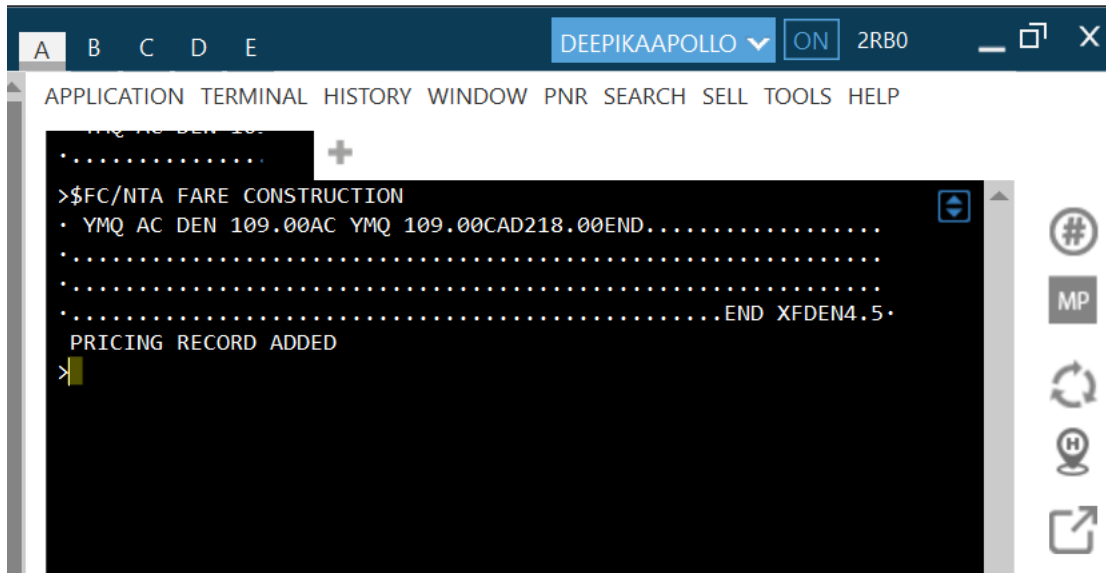 A B C D E DEEPIKAAPOLLO ON 2RB0
APPLICATION TERMINAL HISTORY WINDOW PNR SEARCH SELL TOOLS HELP
·...............
>$FC/NTA FARE CONSTRUCTION
· YMQ AC DEN 109.00AC YMQ 109.00CAD218.00END..................
·.............................................................
·.............................................................
·.................................................END XFDEN4.5·
PRICING RECORD ADDED
>
#
MP
H